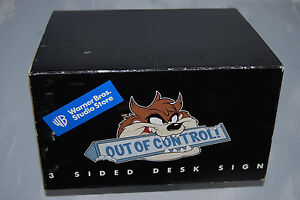 WB
Warner Bros.
Studio Store
OUT OF CONTROL!
3 SIDED DESK SIGN